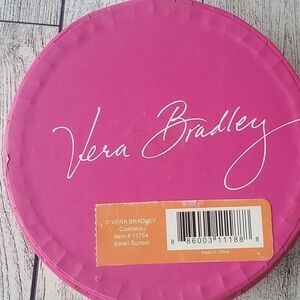 Vera Bradley
© VERA BRADLEY
Coasters
Item # 11754
Safari Sunset
8 86003 11188 8
Made in China